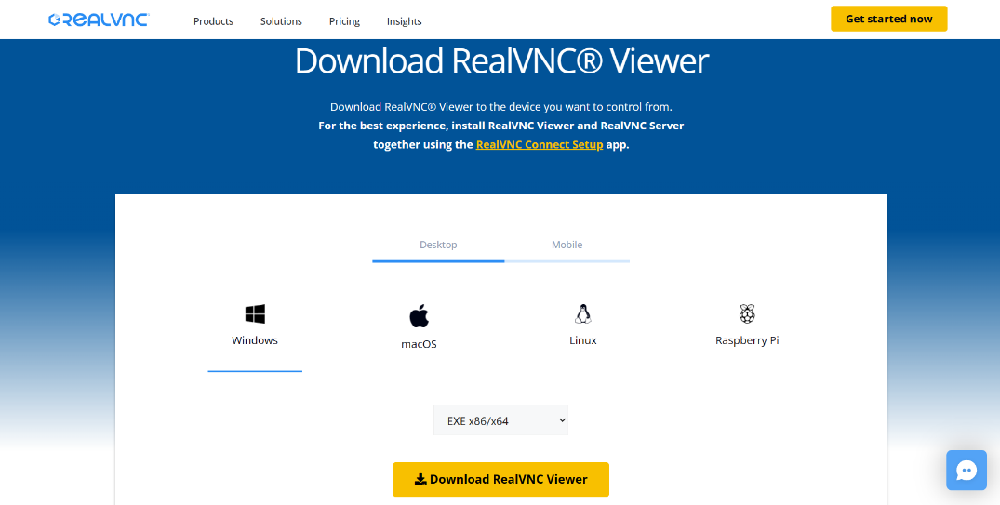 REALVNC
Products
Solutions
Pricing
Insights
Get started now
Download RealVNC® Viewer
Download RealVNC® Viewer to the device you want to control from.
For the best experience, install RealVNC Viewer and RealVNC Server
together using the RealVNC Connect Setup app.
Desktop
Mobile
Windows
macOS
Linux
Raspberry Pi
EXE x86/x64
Download RealVNC Viewer